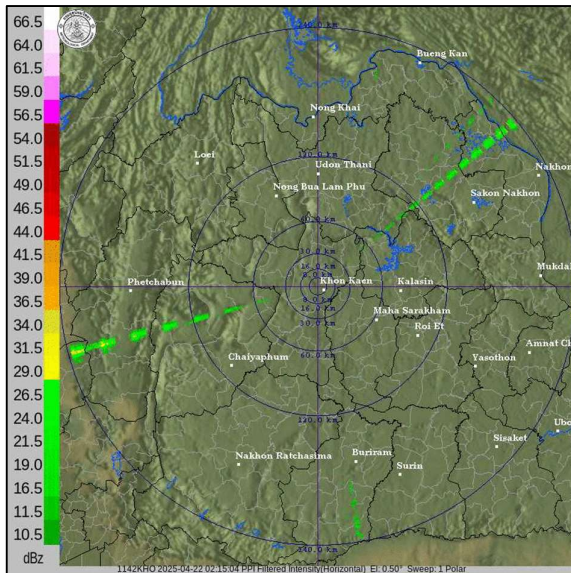 66.5
64.0
61.5
59.0
56.5
54.0
51.5
49.0
46.5
44.0
41.5
39.0
36.5
34.0
31.5
29.0
26.5
24.0
21.5
19.0
16.5
14.0
11.5
10.5
dBz
240.0 km
Bueng Kan
Nong Khai
Loei
Udon Thani
Nong Bua Lam Phu
Sakon Nakhon
Nakhon
Mukdah
Phetchabun
Khon Kaen
Kalasin
Maha Sarakham
Roi Et
Chaiyaphum
60.0 km
Yasothon
Amnat Ch
120.0 km
Ubo
Sisaket
Nakhon Ratchasima
Buriram
Surin
240.0 km
1142KHO 2025-04-22 02:15:04 PPI Filtered Intensity(Horizontal) El: 0.50° Sweep: 1 Polar